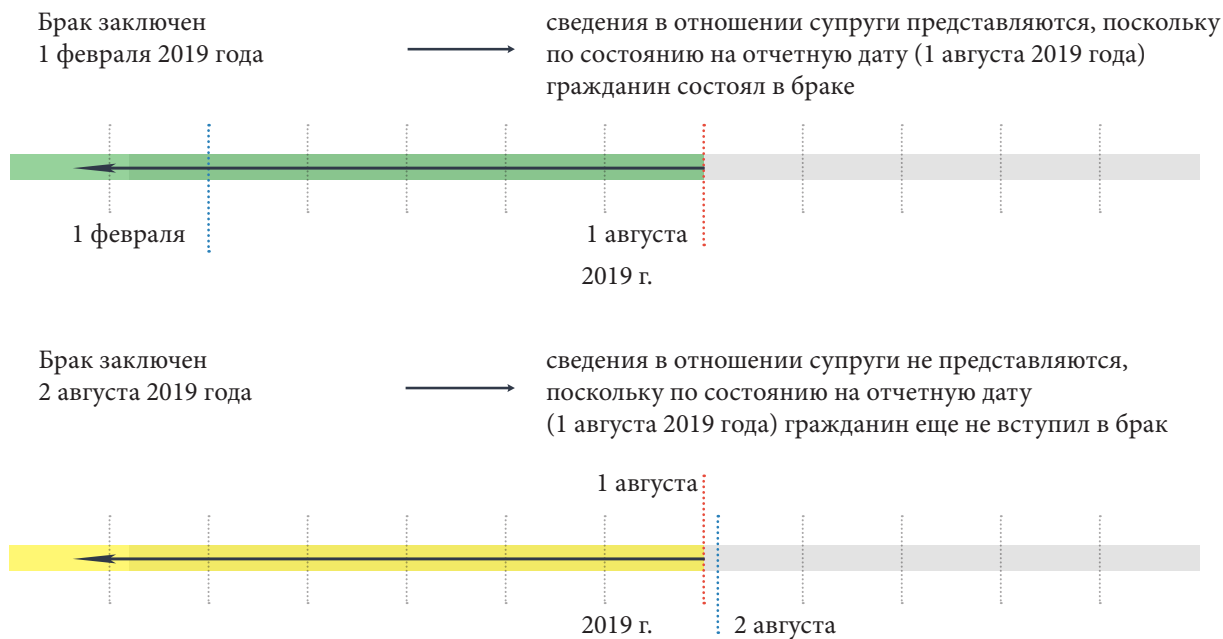 Брак заключен
1 февраля 2019 года
сведения в отношении супруги представляются, поскольку
по состоянию на отчетную дату (1 августа 2019 года)
гражданин состоял в браке
1 февраля
1 августа
2019 г.
Брак заключен
2 августа 2019 года
сведения в отношении супруги не представляются,
поскольку по состоянию на отчетную дату
(1 августа 2019 года) гражданин еще не вступил в брак
1 августа
2019 г.
2 августа